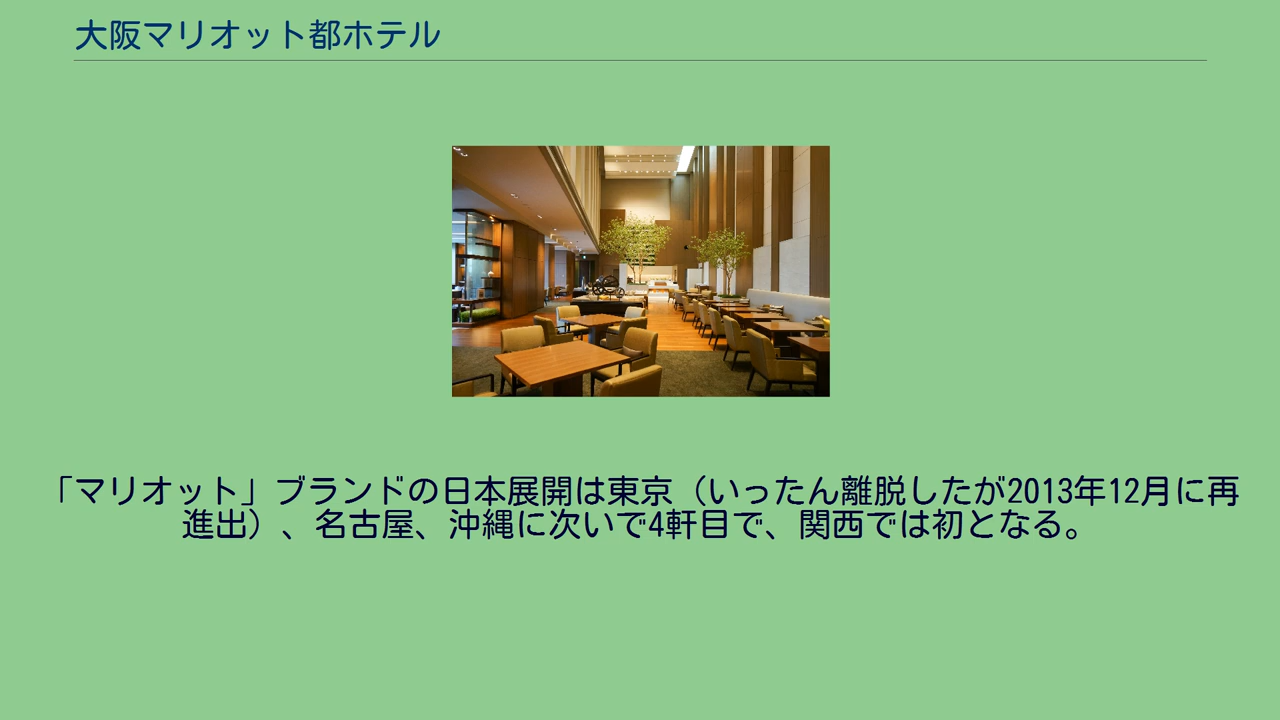 大阪マリオット都ホテル
「マリオット」ブランドの日本展開は東京（いったん離脱したが2013年12月に再
進出）、名古屋、沖縄に次いで4軒目で、関西では初となる。